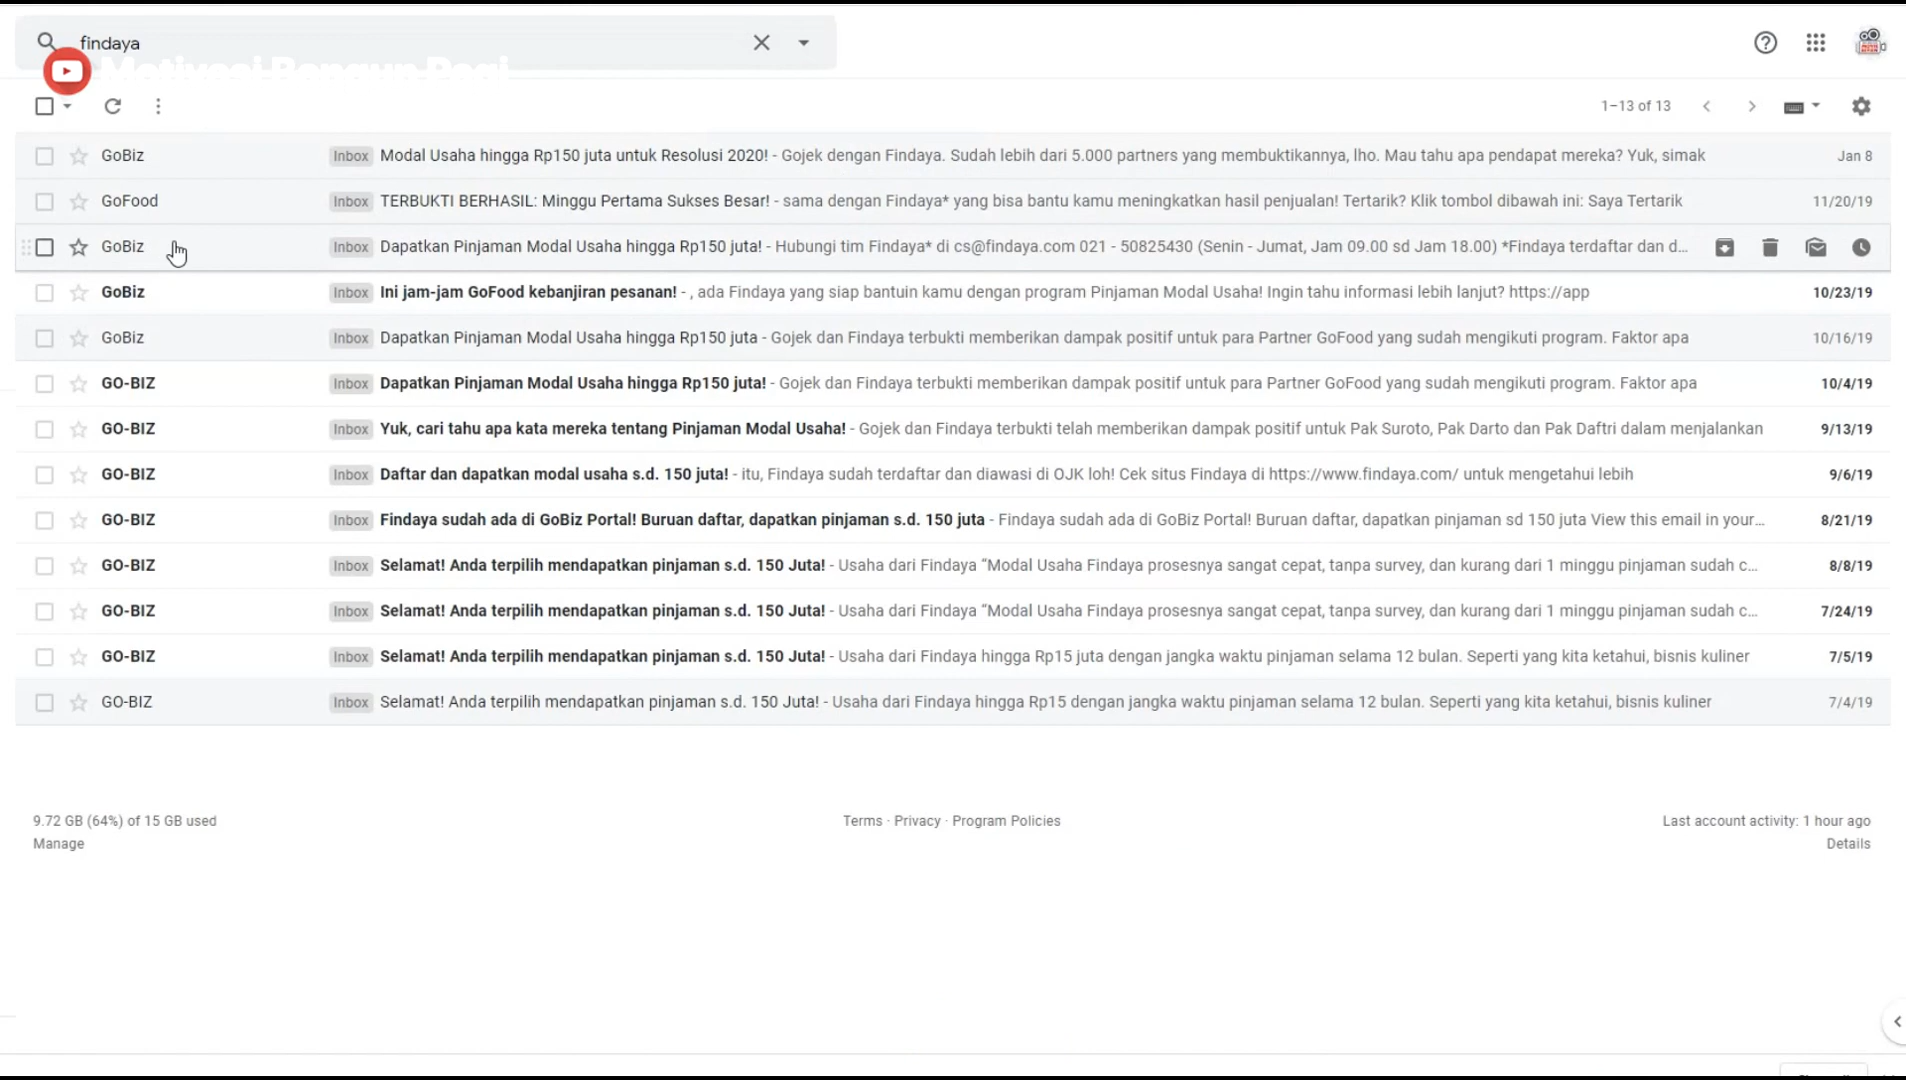 findaya
Motivasi Bangun Pagi
1–13 of 13
GoBiz Inbox Modal Usaha hingga Rp150 juta untuk Resolusi 2020! - Gojek dengan Findaya. Sudah lebih dari 5.000 partners yang membuktikannya, lho. Mau tahu apa pendapat mereka? Yuk, simak Jan 8
GoFood Inbox TERBUKTI BERHASIL: Minggu Pertama Sukses Besar! - sama dengan Findaya* yang bisa bantu kamu meningkatkan hasil penjualan! Tertarik? Klik tombol dibawah ini: Saya Tertarik 11/20/19
GoBiz Inbox Dapatkan Pinjaman Modal Usaha hingga Rp150 juta! - Hubungi tim Findaya* di cs@findaya.com 021 - 50825430 (Senin - Jumat, Jam 09.00 sd Jam 18.00) *Findaya terdaftar dan d...
GoBiz Inbox Ini jam-jam GoFood kebanjiran pesanan! - , ada Findaya yang siap bantuin kamu dengan program Pinjaman Modal Usaha! Ingin tahu informasi lebih lanjut? https://app 10/23/19
GoBiz Inbox Dapatkan Pinjaman Modal Usaha hingga Rp150 juta - Gojek dan Findaya terbukti memberikan dampak positif untuk para Partner GoFood yang sudah mengikuti program. Faktor apa 10/16/19
GO-BIZ Inbox Dapatkan Pinjaman Modal Usaha hingga Rp150 juta! - Gojek dan Findaya terbukti memberikan dampak positif untuk para Partner GoFood yang sudah mengikuti program. Faktor apa 10/4/19
GO-BIZ Inbox Yuk, cari tahu apa kata mereka tentang Pinjaman Modal Usaha! - Gojek dan Findaya terbukti telah memberikan dampak positif untuk Pak Suroto, Pak Darto dan Pak Daftri dalam menjalankan 9/13/19
GO-BIZ Inbox Daftar dan dapatkan modal usaha s.d. 150 juta! - itu, Findaya sudah terdaftar dan diawasi di OJK loh! Cek situs Findaya di https://www.findaya.com/ untuk mengetahui lebih 9/6/19
GO-BIZ Inbox Findaya sudah ada di GoBiz Portal! Buruan daftar, dapatkan pinjaman s.d. 150 juta - Findaya sudah ada di GoBiz Portal! Buruan daftar, dapatkan pinjaman sd 150 juta View this email in your... 8/21/19
GO-BIZ Inbox Selamat! Anda terpilih mendapatkan pinjaman s.d. 150 Juta! - Usaha dari Findaya “Modal Usaha Findaya prosesnya sangat cepat, tanpa survey, dan kurang dari 1 minggu pinjaman sudah c... 8/8/19
GO-BIZ Inbox Selamat! Anda terpilih mendapatkan pinjaman s.d. 150 Juta! - Usaha dari Findaya “Modal Usaha Findaya prosesnya sangat cepat, tanpa survey, dan kurang dari 1 minggu pinjaman sudah c... 7/24/19
GO-BIZ Inbox Selamat! Anda terpilih mendapatkan pinjaman s.d. 150 Juta! - Usaha dari Findaya hingga Rp15 juta dengan jangka waktu pinjaman selama 12 bulan. Seperti yang kita ketahui, bisnis kuliner 7/5/19
GO-BIZ Inbox Selamat! Anda terpilih mendapatkan pinjaman s.d. 150 Juta! - Usaha dari Findaya hingga Rp15 dengan jangka waktu pinjaman selama 12 bulan. Seperti yang kita ketahui, bisnis kuliner 7/4/19
9.72 GB (64%) of 15 GB used Terms · Privacy · Program Policies Last account activity: 1 hour ago
Manage Details